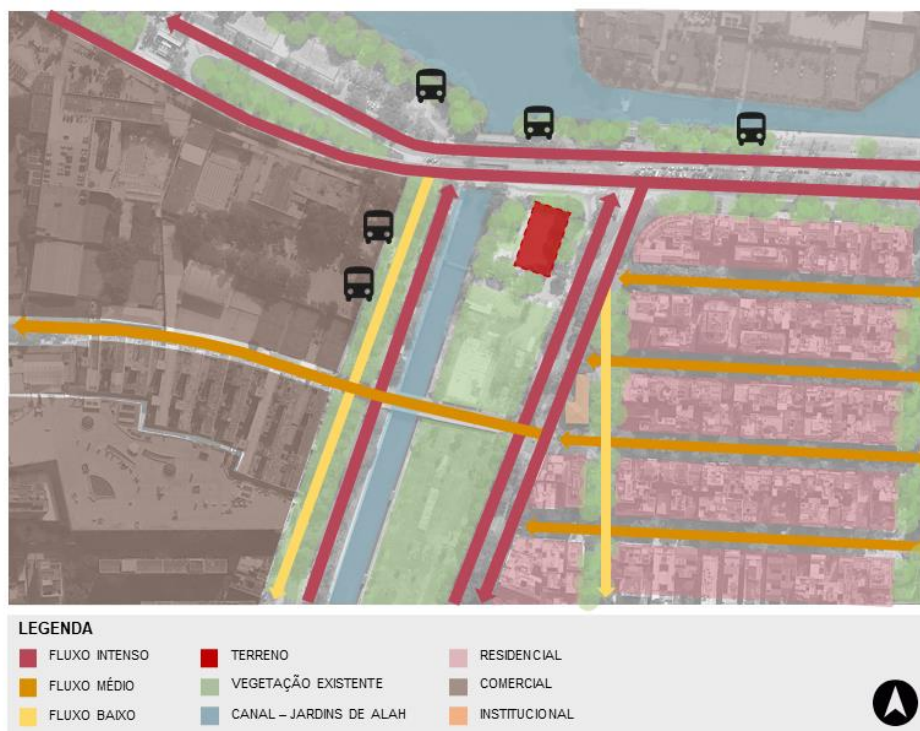 LEGENDA
FLUXO INTENSO
TERRENO
RESIDENCIAL
FLUXO MÉDIO
VEGETAÇÃO EXISTENTE
COMERCIAL
FLUXO BAIXO
CANAL – JARDINS DE ALAH
INSTITUCIONAL